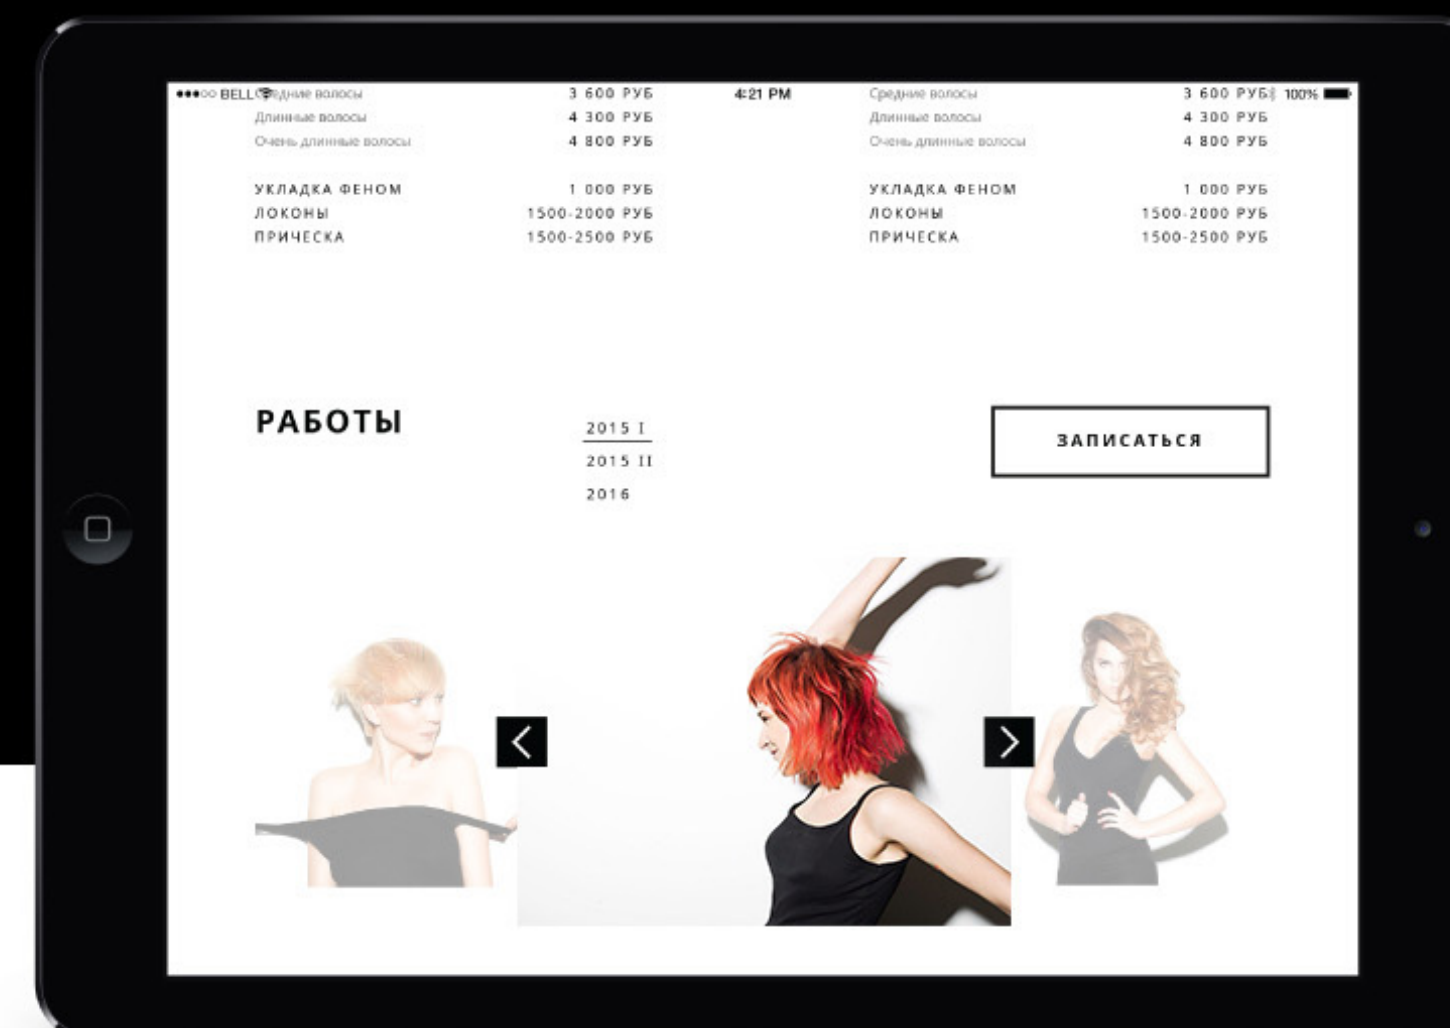 BELL Средние волосы 3 600 РУБ 4:21 PM Средние волосы 3 600 РУБ 100%
Длинные волосы 4 300 РУБ Длинные волосы 4 300 РУБ
Очень длинные волосы 4 800 РУБ Очень длинные волосы 4 800 РУБ
УКЛАДКА ФЕНОМ 1 000 РУБ УКЛАДКА ФЕНОМ 1 000 РУБ
ЛОКОНЫ 1500-2000 РУБ ЛОКОНЫ 1500-2000 РУБ
ПРИЧЕСКА 1500-2500 РУБ ПРИЧЕСКА 1500-2500 РУБ
РАБОТЫ
2015 I
2015 II
2016
ЗАПИСАТЬСЯ